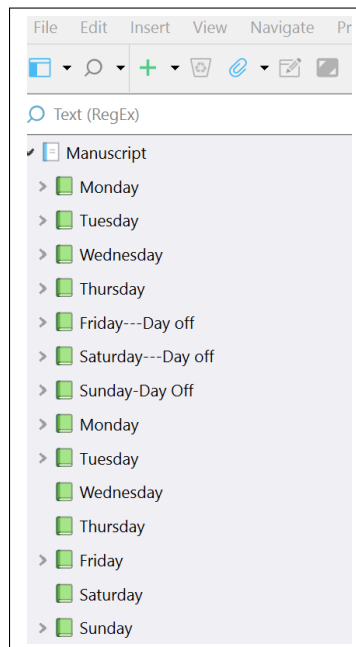 File Edit Insert View Navigate Pr
Text (RegEx)
Manuscript
Monday
Tuesday
Wednesday
Thursday
Friday---Day off
Saturday---Day off
Sunday-Day Off
Monday
Tuesday
Wednesday
Thursday
Friday
Saturday
Sunday